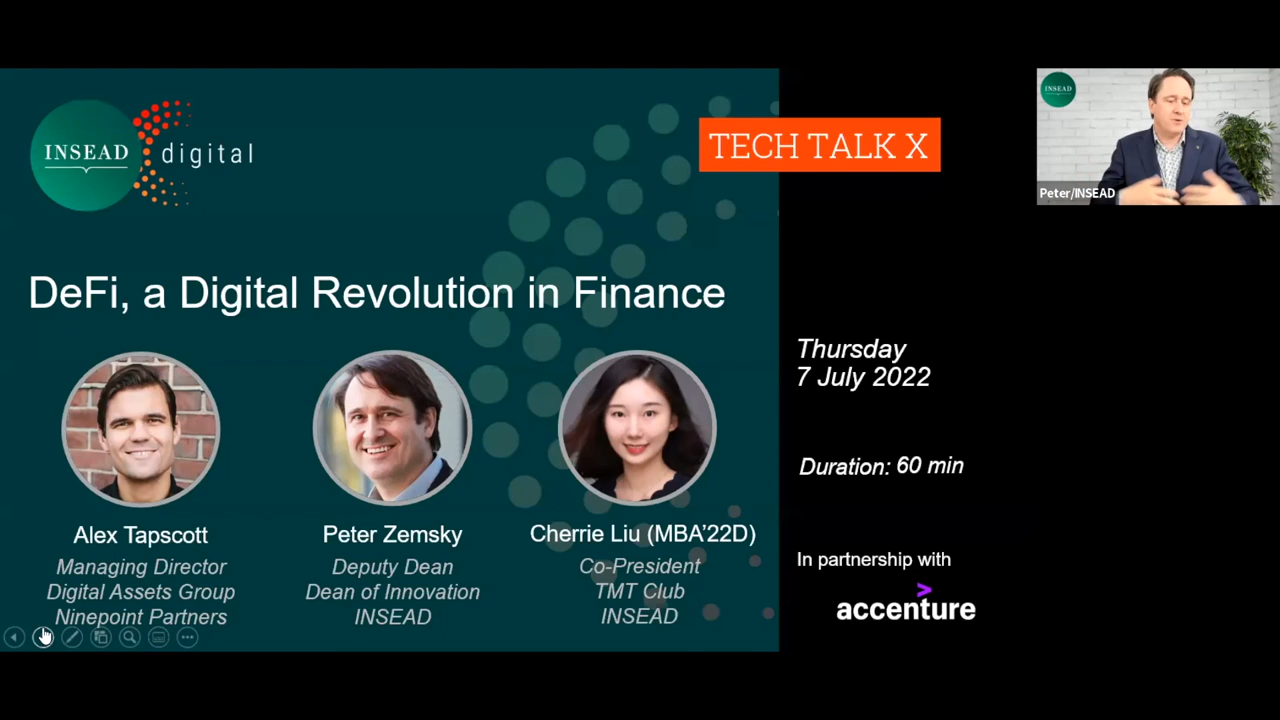 INSEAD
digital
TECH TALK X
INSEAD
Peter/INSEAD
DeFi, a Digital Revolution in Finance
Thursday
7 July 2022
Duration: 60 min
Alex Tapscott
Managing Director
Digital Assets Group
Ninepoint Partners
Peter Zemsky
Deputy Dean
Dean of Innovation
INSEAD
Cherrie Liu (MBA'22D)
Co-President
TMT Club
INSEAD
In partnership with
accenture